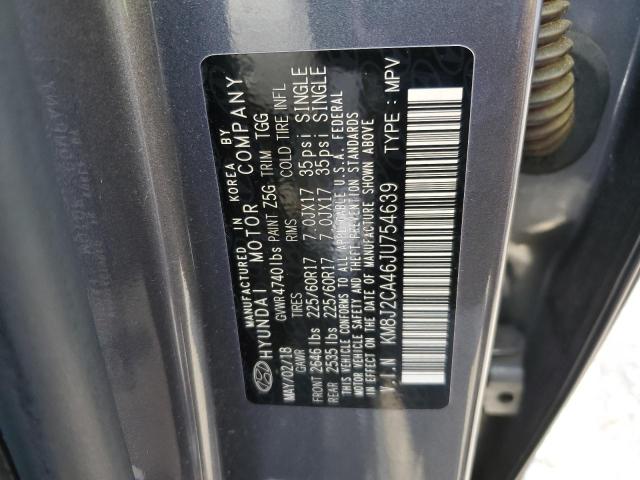 MANUFACTURED IN KOREA BY
HYUNDAI MOTOR COMPANY
MAY/02/18 GVWR 4740lbs PAINT Z5G TRIM TGG
GAWR TIRES RIMS COLD TIRE INFL
FRONT 2646 lbs 225/60R17 7.0JX17 35psi SINGLE
REAR 2535 lbs 225/60R17 7.0JX17 35psi SINGLE
THIS VEHICLE CONFORMS TO ALL APPLICABLE U.S.A. FEDERAL
MOTOR VEHICLE SAFETY AND THEFT PREVENTION STANDARDS
IN EFFECT ON THE DATE OF MANUFACTURE SHOWN ABOVE
V.I.N KM8J2CA46JU754639 TYPE : MPV